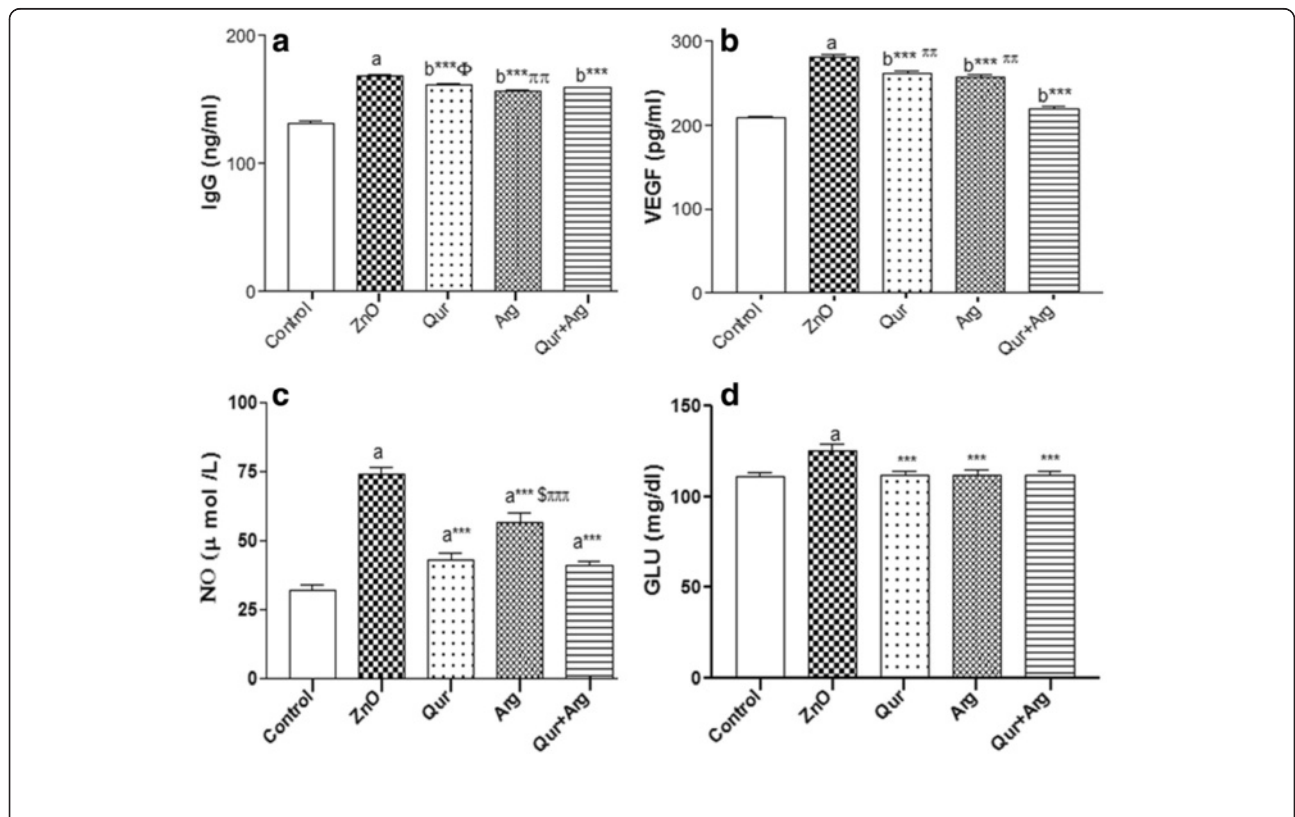 a
IgG (ng/ml)
200
100
0
a
b***Φ
b***ππ
b***
Control
ZnO
Qur
Arg
Qur+Arg
b
VEGF (pg/ml)
300
200
100
0
a
b*** ππ
b*** ππ
b***
Control
ZnO
Qur
Arg
Qur+Arg
c
NO (μ mol /L)
100
75
50
25
0
a
a***
a*** $πππ
a***
Control
ZnO
Qur
Arg
Qur+Arg
d
GLU (mg/dl)
150
100
50
0
a
***
***
***
Control
ZnO
Qur
Arg
Qur+Arg